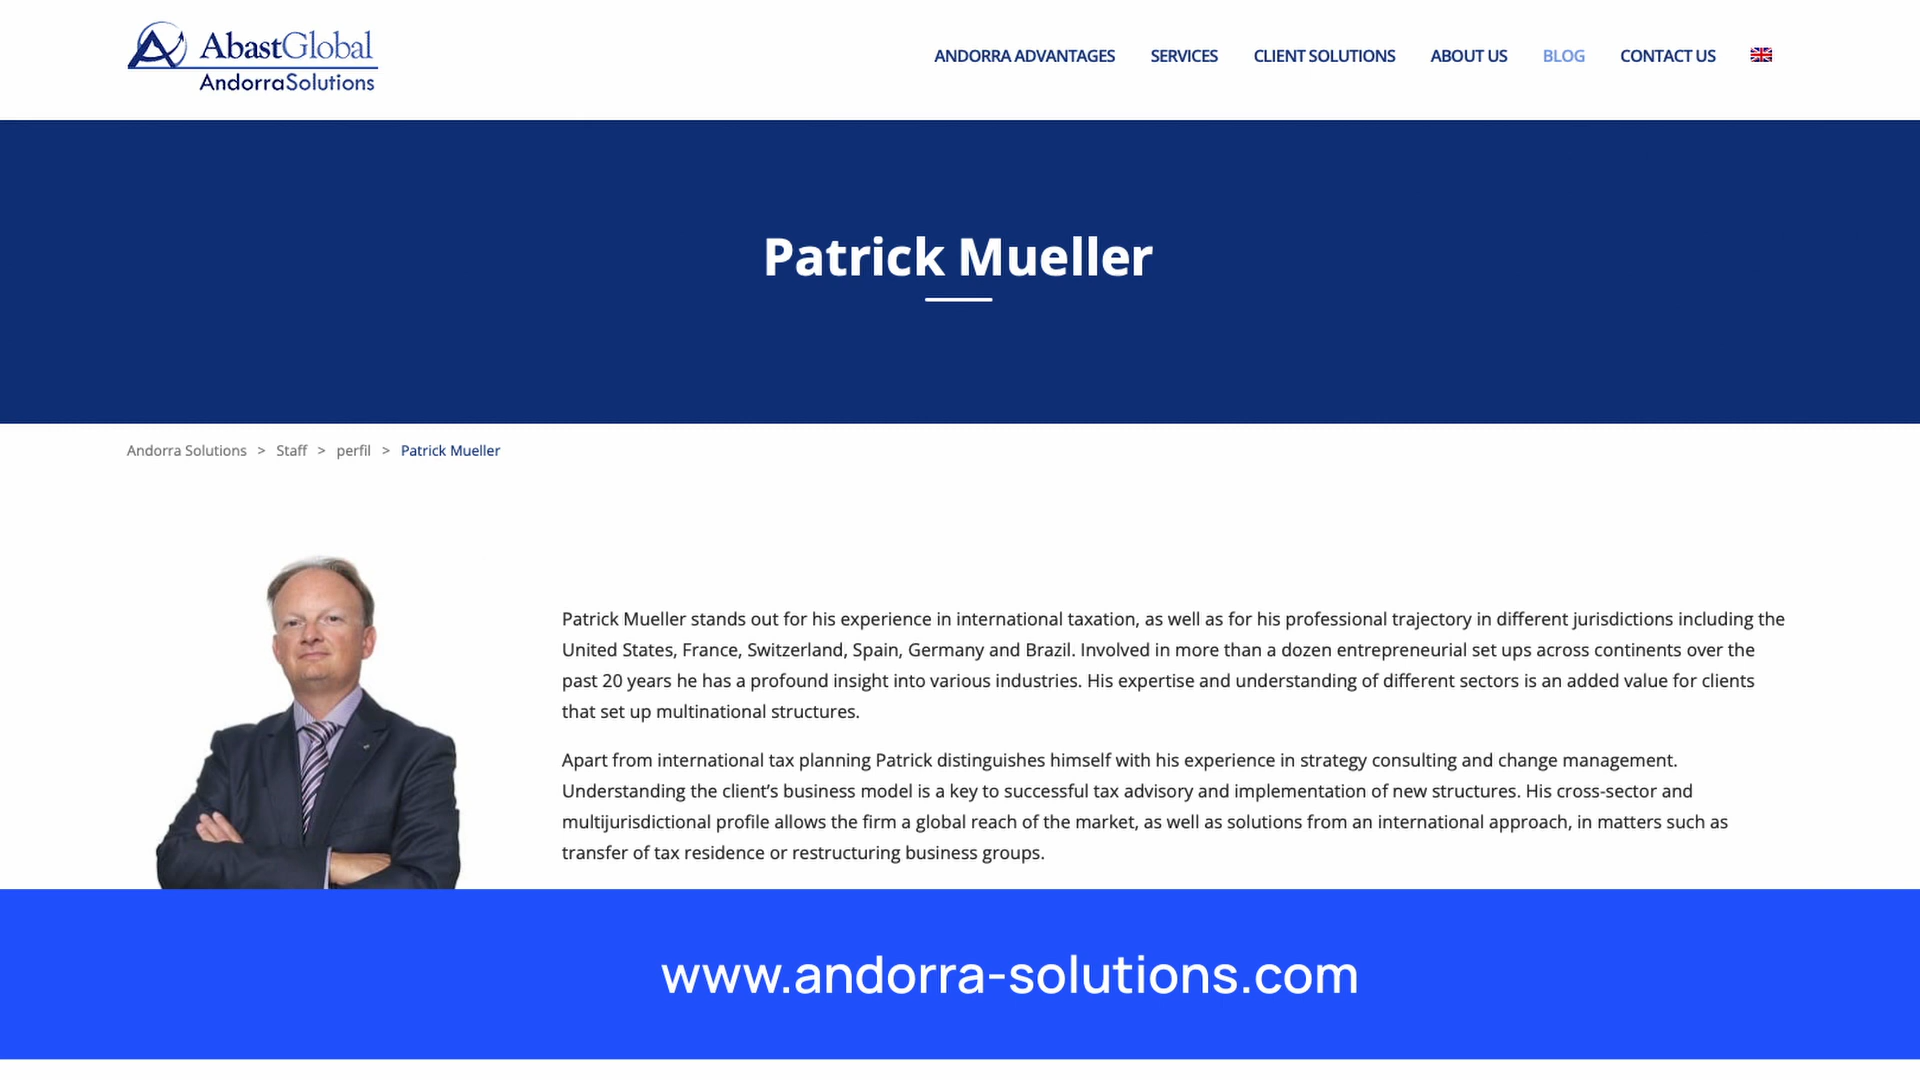 AbastGlobal
AndorraSolutions
ANDORRA ADVANTAGES SERVICES CLIENT SOLUTIONS ABOUT US BLOG CONTACT US
Patrick Mueller
Andorra Solutions > Staff > perfil > Patrick Mueller
Patrick Mueller stands out for his experience in international taxation, as well as for his professional trajectory in different jurisdictions including the
United States, France, Switzerland, Spain, Germany and Brazil. Involved in more than a dozen entrepreneurial set ups across continents over the
past 20 years he has a profound insight into various industries. His expertise and understanding of different sectors is an added value for clients
that set up multinational structures.
Apart from international tax planning Patrick distinguishes himself with his experience in strategy consulting and change management.
Understanding the client’s business model is a key to successful tax advisory and implementation of new structures. His cross-sector and
multijurisdictional profile allows the firm a global reach of the market, as well as solutions from an international approach, in matters such as
transfer of tax residence or restructuring business groups.
www.andorra-solutions.com